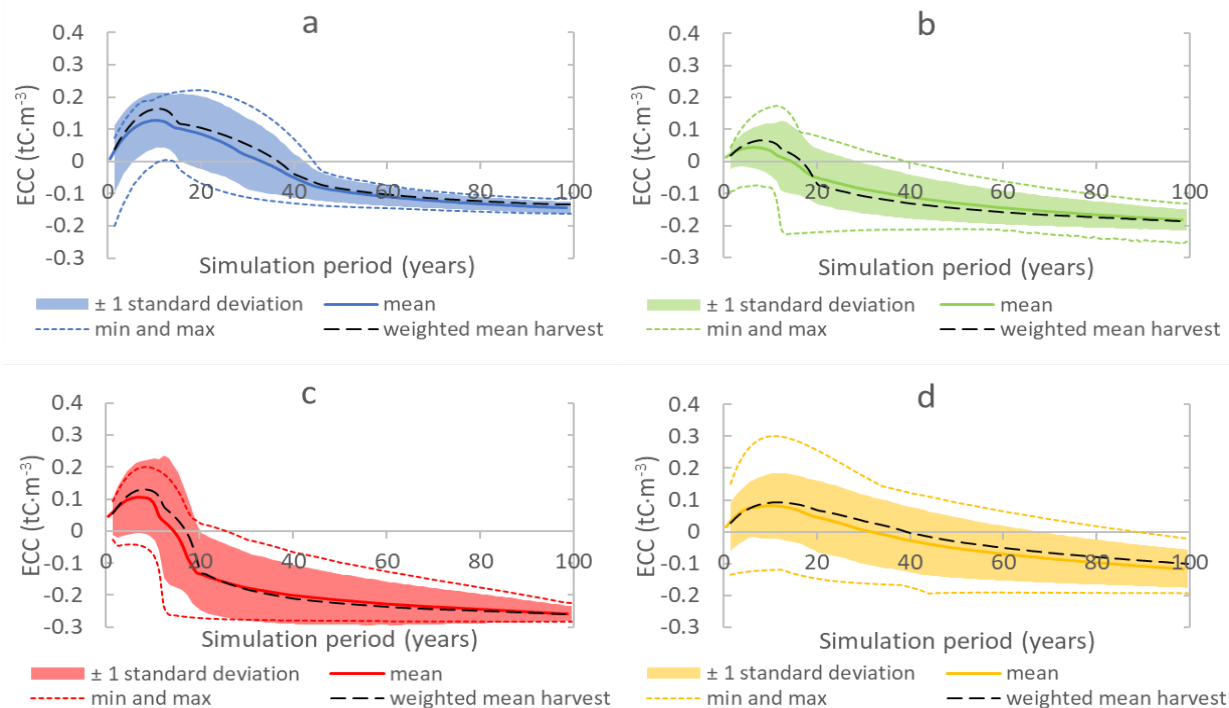 a
ECC (tC·m⁻³)
0.4
0.3
0.2
0.1
0
-0.1
-0.2
-0.3
0
20
40
60
80
100
Simulation period (years)
± 1 standard deviation
mean
min and max
weighted mean harvest
b
ECC (tC·m⁻³)
0.4
0.3
0.2
0.1
0
-0.1
-0.2
-0.3
0
20
40
60
80
100
Simulation period (years)
± 1 standard deviation
mean
min and max
weighted mean harvest
c
ECC (tC·m⁻³)
0.4
0.3
0.2
0.1
0
-0.1
-0.2
-0.3
0
20
40
60
80
100
Simulation period (years)
± 1 standard deviation
mean
min and max
weighted mean harvest
d
ECC (tC·m⁻³)
0.4
0.3
0.2
0.1
0
-0.1
-0.2
-0.3
0
20
40
60
80
100
Simulation period (years)
± 1 standard deviation
mean
min and max
weighted mean harvest